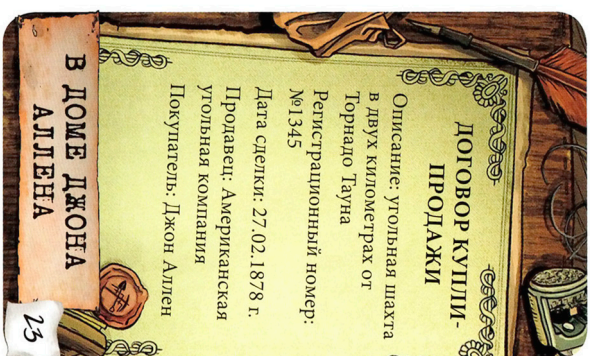 ДОГОВОР КУПЛИ-
ПРОДАЖИ
Описание: угольная шахта
в двух километрах от
Торнадо Тауна
Регистрационный номер:
№1345
Дата сделки: 27.02.1878 г.
Продавец: Американская
угольная компания
Покупатель: Джон Аллен
В ДОМЕ ДЖОНА
АЛЛЕНА
23